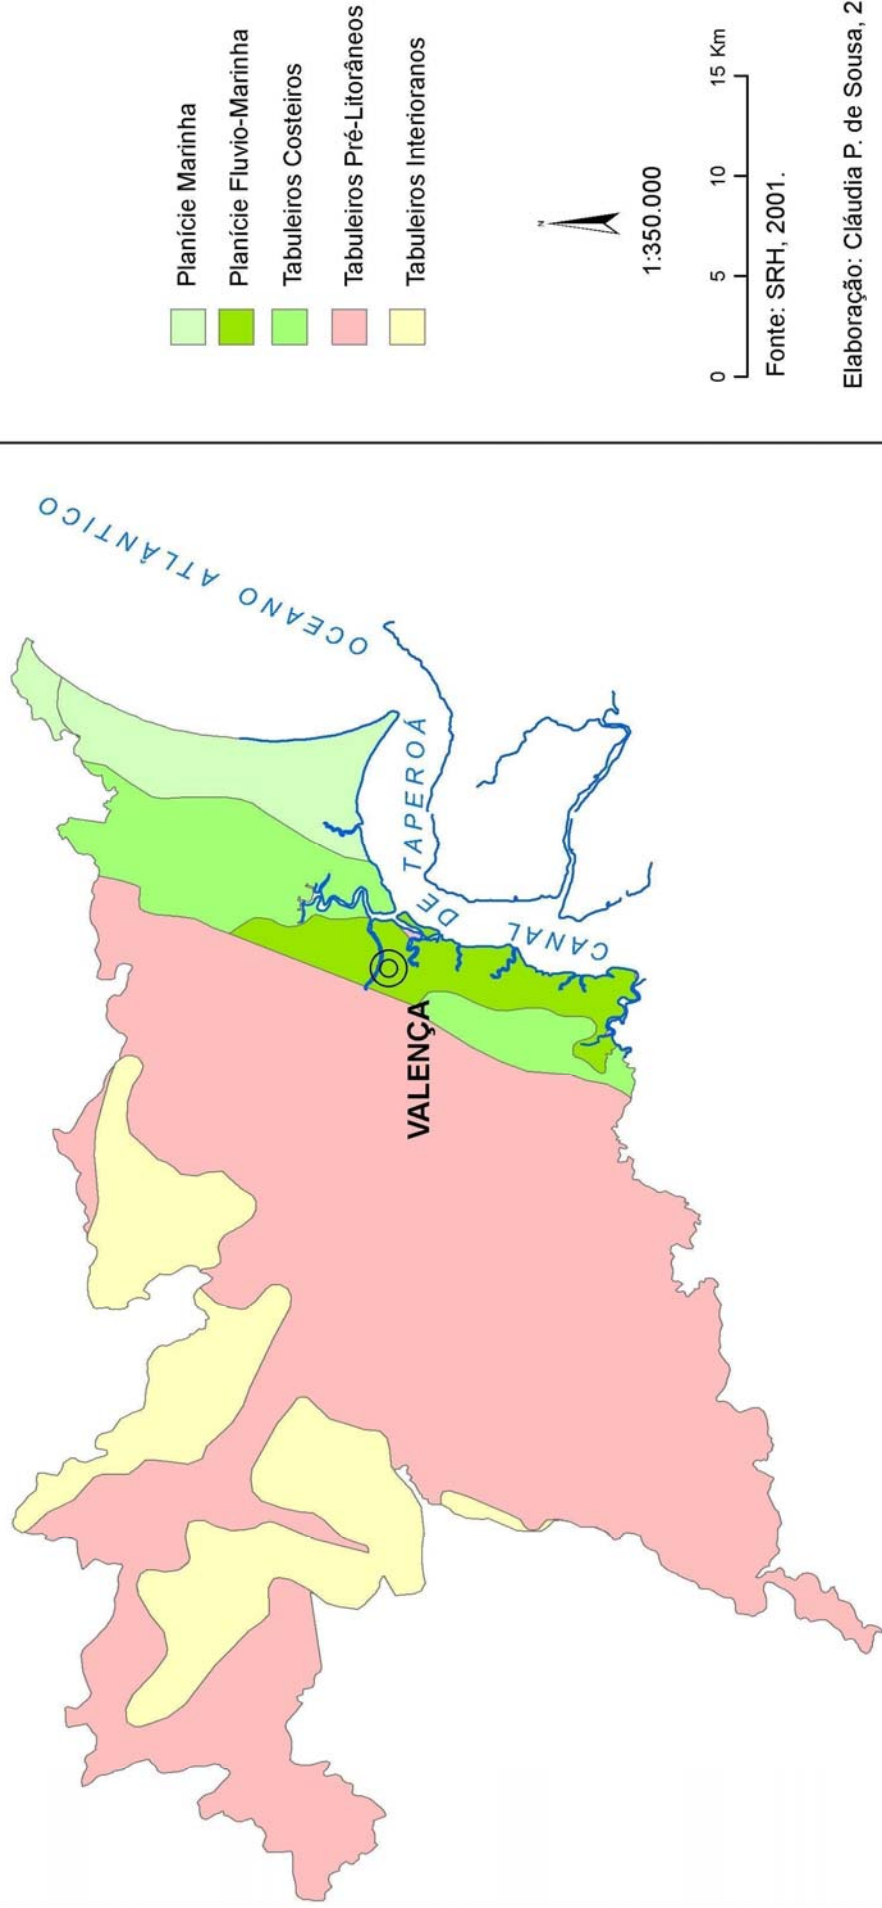 OCEANO ATLÂNTICO
CANAL DE TAPEROÁ
VALENÇA
Planície Marinha
Planície Fluvio-Marinha
Tabuleiros Costeiros
Tabuleiros Pré-Litorâneos
Tabuleiros Interioranos
N
1:350.000
0 5 10 15 Km
Fonte: SRH, 2001.
Elaboração: Cláudia P. de Sousa, 2